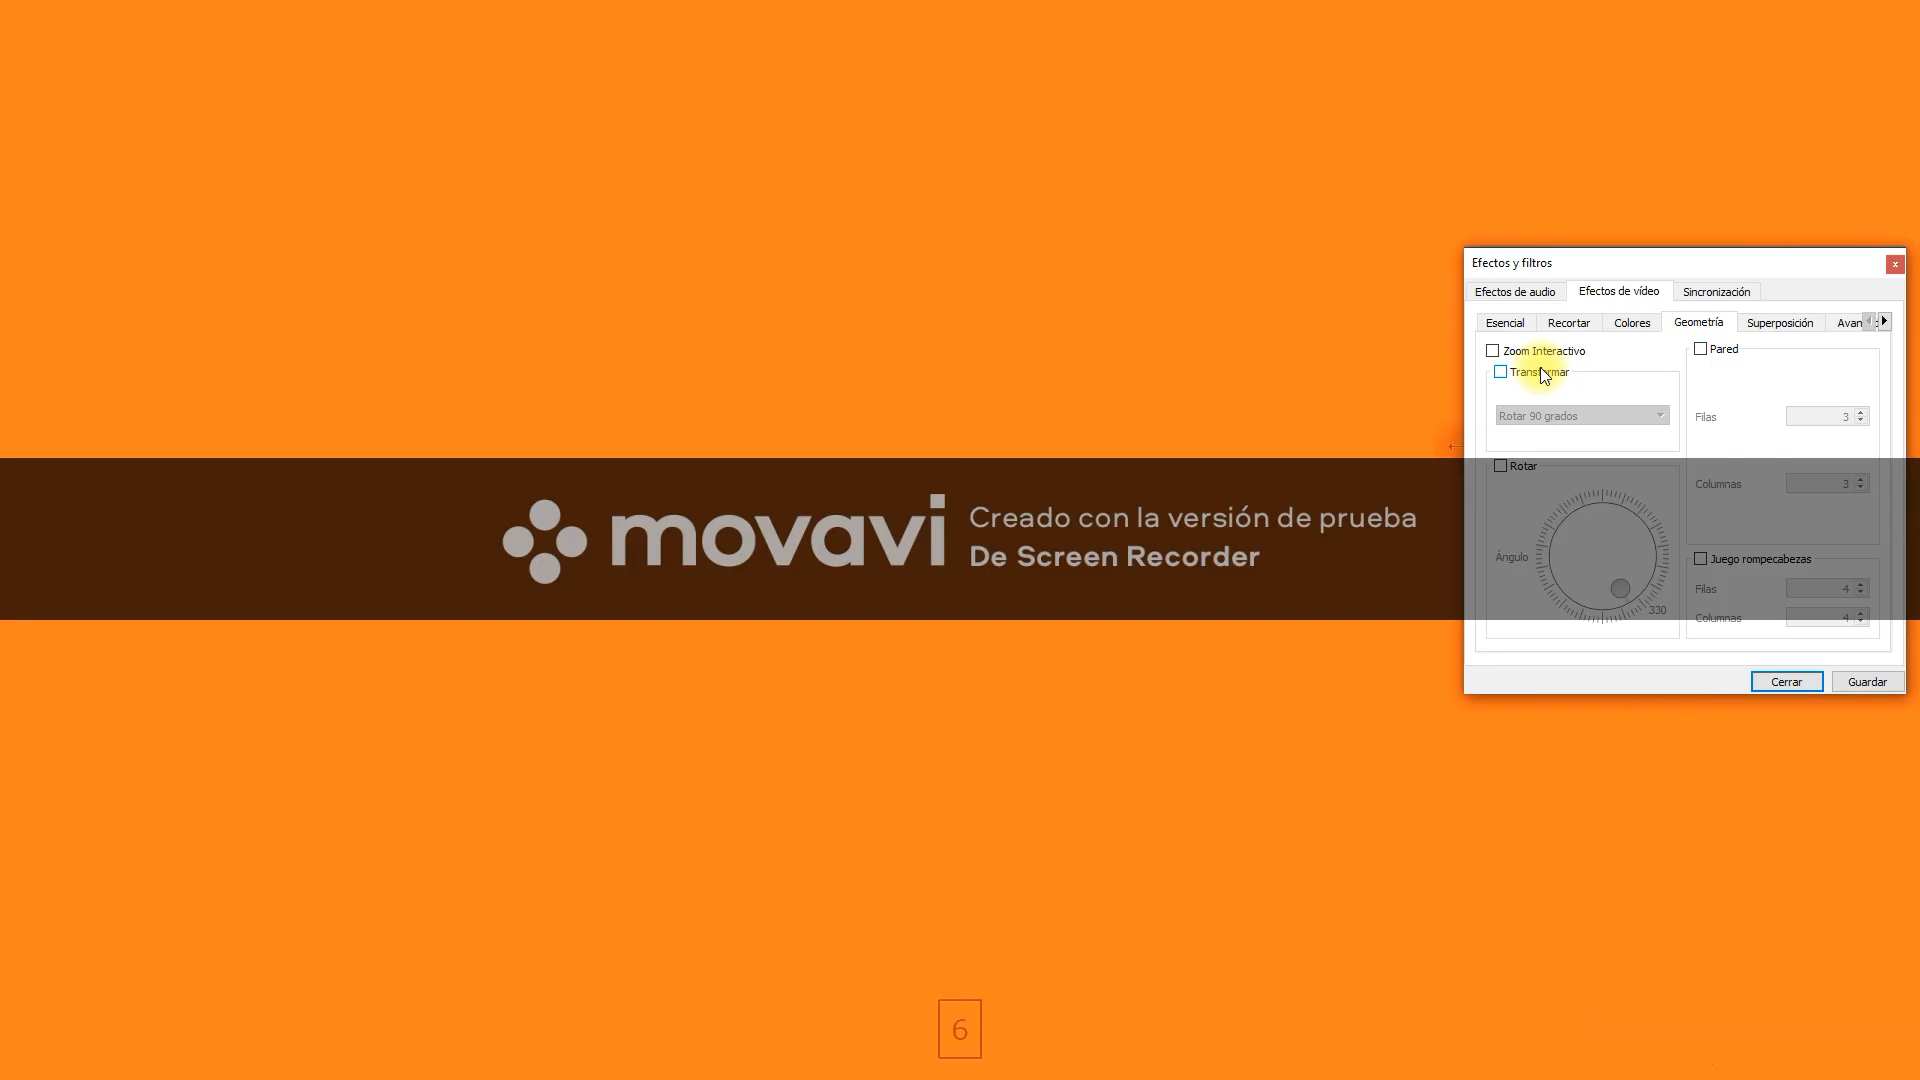 Efectos y filtros
Efectos de audio Efectos de vídeo Sincronización
Esencial Recortar Colores Geometría Superposición
Zoom Interactivo
Transformar
Rotar 90 grados
Rotar
Ángulo
330
Pared
Filas 3
Columnas 3
Juego rompecabezas
Filas 4
Columnas 4
Cerrar Guardar
movavi
Creado con la versión de prueba
De Screen Recorder
6